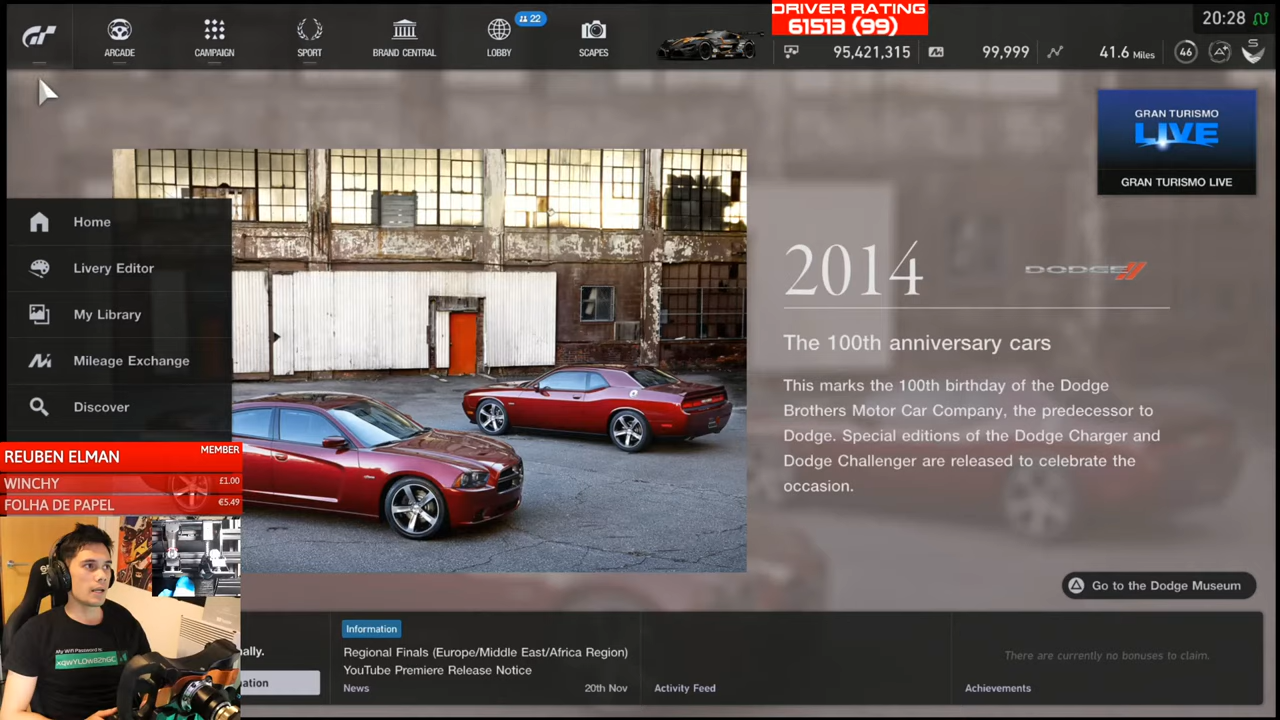 DRIVER RATING
61513 (99)
20:28
ARCADE
CAMPAIGN
SPORT
BRAND CENTRAL
LOBBY
22
SCAPES
95,421,315
99,999
41.6 Miles
46
S
GRAN TURISMO
LIVE
GRAN TURISMO LIVE
Home
Livery Editor
My Library
Mileage Exchange
Discover
2014
DODGE
The 100th anniversary cars
This marks the 100th birthday of the Dodge
Brothers Motor Car Company, the predecessor to
Dodge. Special editions of the Dodge Charger and
Dodge Challenger are released to celebrate the
occasion.
Go to the Dodge Museum
REUBEN ELMAN MEMBER
WINCHY £1.00
FOLHA DE PAPEL €5.49
My Wifi Password is:
ally.
ation
Information
Regional Finals (Europe/Middle East/Africa Region)
YouTube Premiere Release Notice
News 20th Nov
Activity Feed
There are currently no bonuses to claim.
Achievements